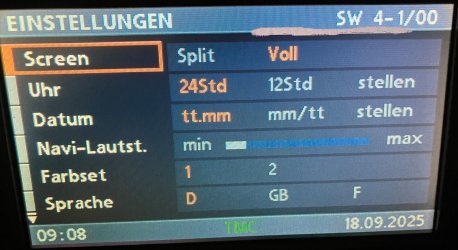 EINSTELLUNGEN SW 4-1/00
Screen Split Voll
Uhr 24Std 12Std stellen
Datum tt.mm mm/tt stellen
Navi-Lautst. min max
Farbset 1 2
Sprache D GB F
09:08 TMC 18.09.2025